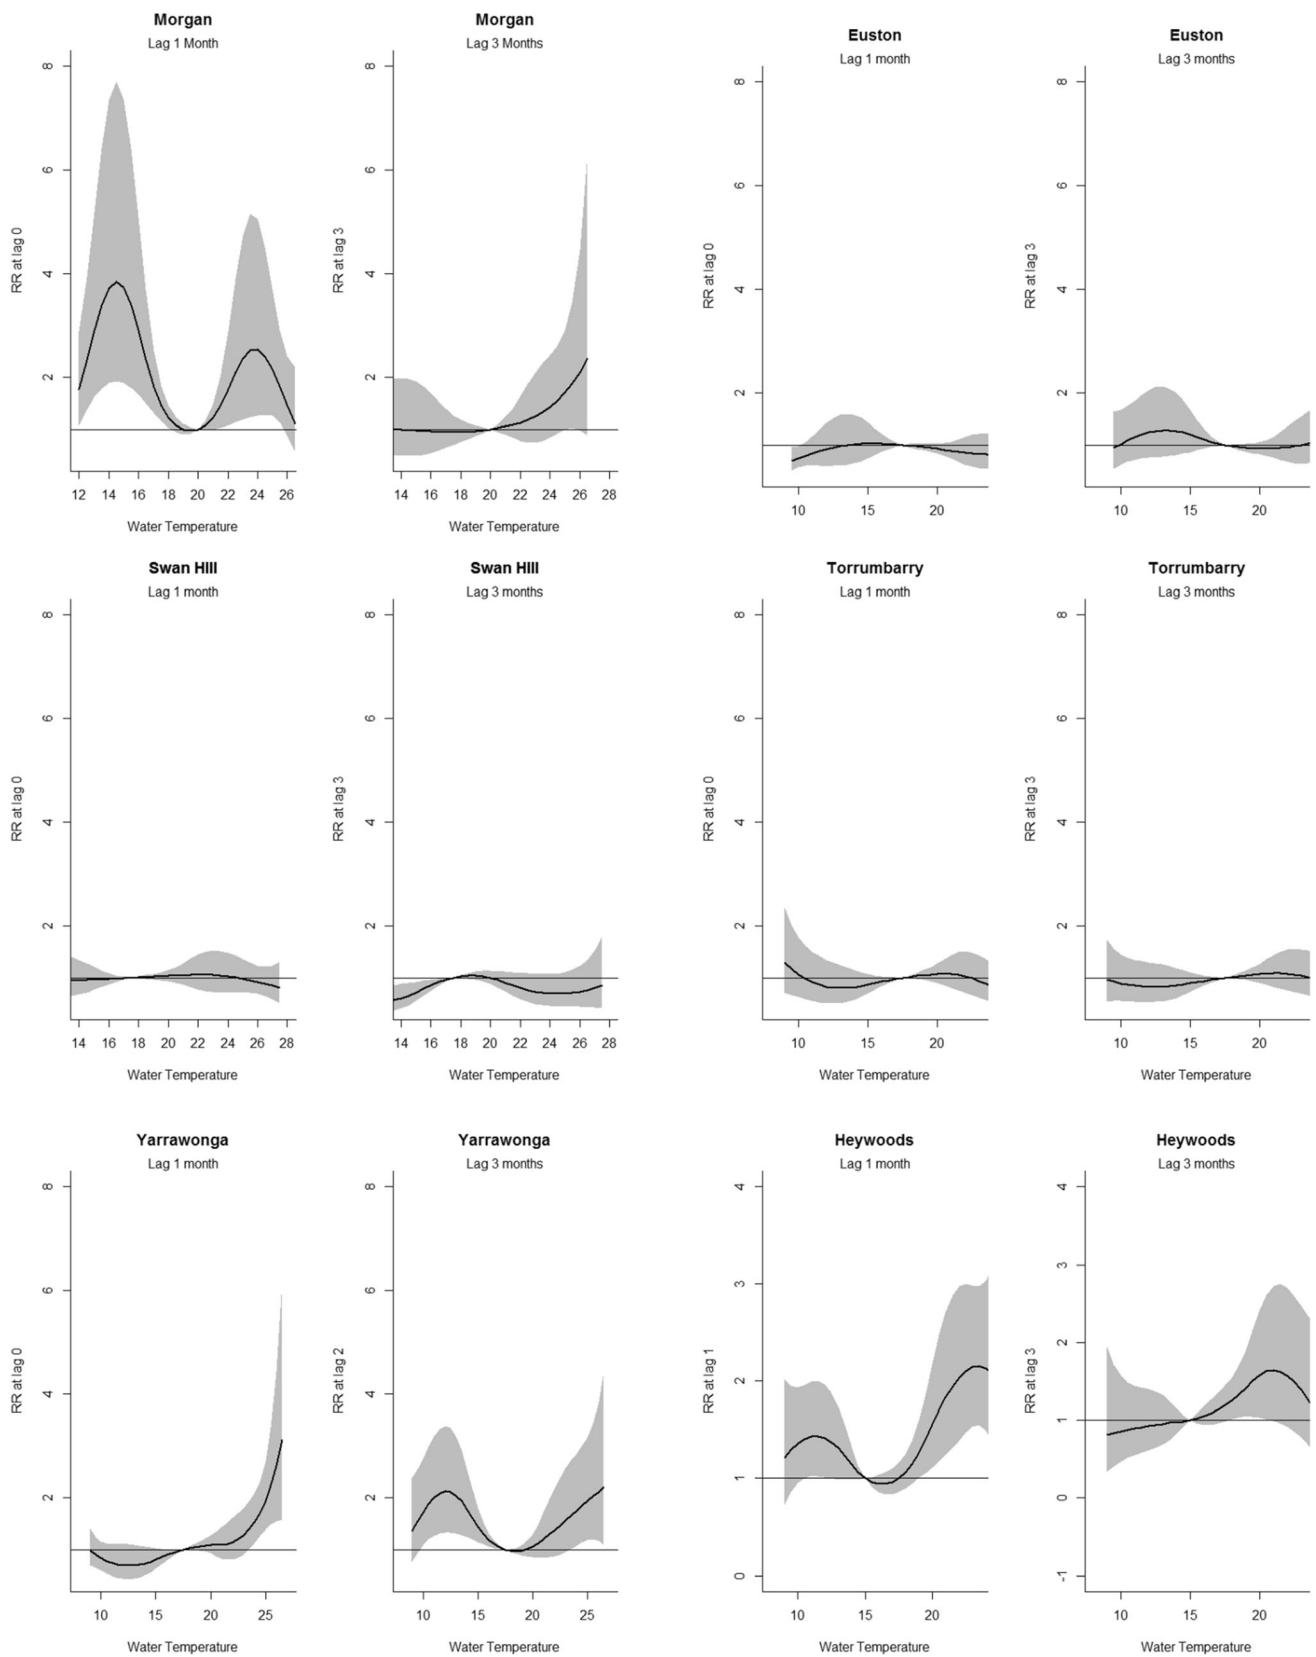 Morgan
Lag 1 Month
8
6
4
2
RR at lag 0
12 14 16 18 20 22 24 26
Water Temperature
Morgan
Lag 3 Months
8
6
4
2
RR at lag 3
14 16 18 20 22 24 26 28
Water Temperature
Euston
Lag 1 month
8
6
4
2
RR at lag 0
10 15 20
Water Temperature
Euston
Lag 3 months
8
6
4
2
RR at lag 3
10 15 20
Water Temperature
Swan HIll
Lag 1 month
8
6
4
2
RR at lag 0
14 16 18 20 22 24 26 28
Water Temperature
Swan HIll
Lag 3 months
8
6
4
2
RR at lag 3
14 16 18 20 22 24 26 28
Water Temperature
Torrumbarry
Lag 1 month
8
6
4
2
RR at lag 0
10 15 20
Water Temperature
Torrumbarry
Lag 3 months
8
6
4
2
RR at lag 3
10 15 20
Water Temperature
Yarrawonga
Lag 1 month
8
6
4
2
RR at lag 0
10 15 20 25
Water Temperature
Yarrawonga
Lag 3 months
8
6
4
2
RR at lag 2
10 15 20 25
Water Temperature
Heywoods
Lag 1 month
4
3
2
1
0
RR at lag 1
10 15 20
Water Temperature
Heywoods
Lag 3 months
4
3
2
1
0
-1
RR at lag 3
10 15 20
Water Temperature